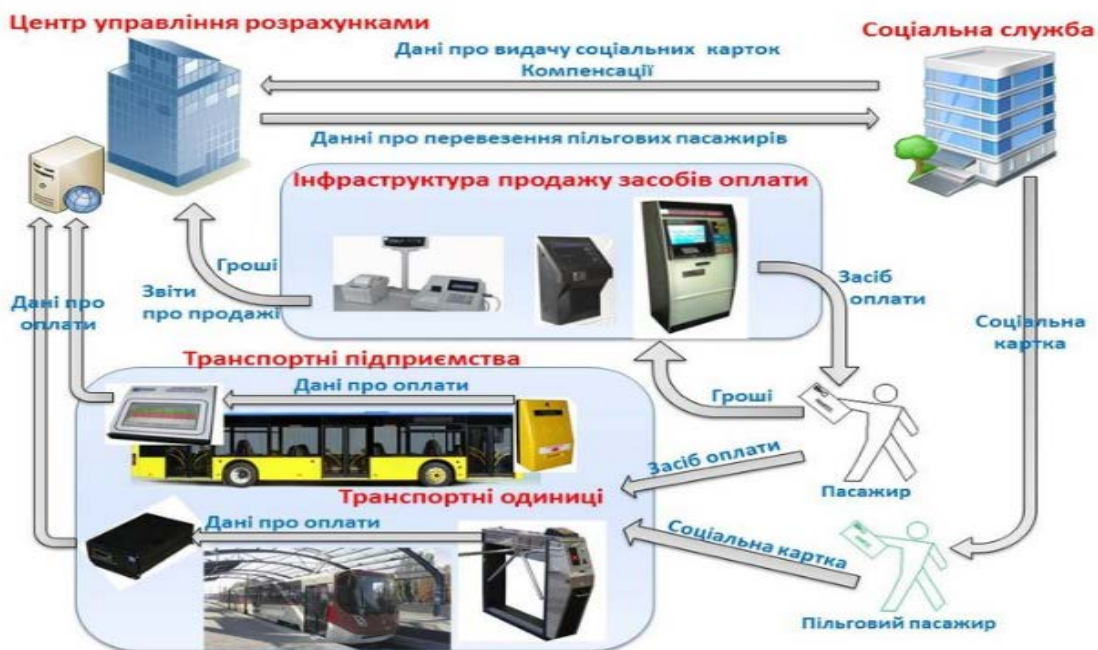 Центр управління розрахунками
Соціальна служба
Дані про видачу соціальних карток
Компенсації
Данні про перевезення пільгових пасажирів
Інфраструктура продажу засобів оплати
Гроші
Звіти
про продажі
Засіб
оплати
Дані про
оплати
Соціальна
картка
Транспортні підприємства
Дані про оплати
Гроші
Засіб оплати
Пасажир
Транспортні одиниці
Дані про оплати
Соціальна картка
Пільговий пасажир